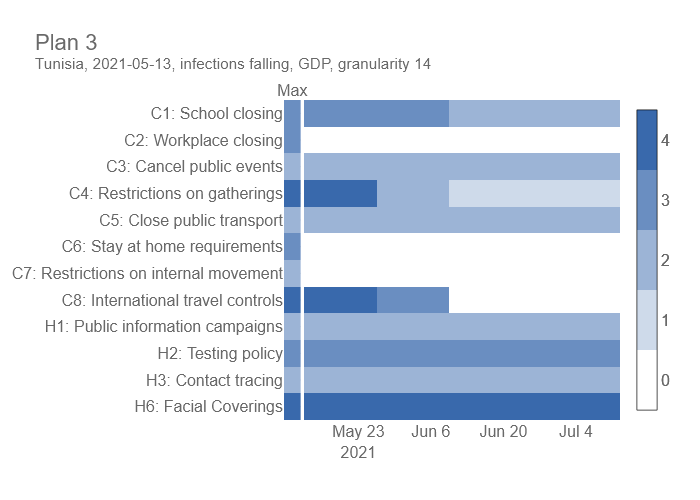 Plan 3
Tunisia, 2021-05-13, infections falling, GDP, granularity 14
Max
C1: School closing
C2: Workplace closing
C3: Cancel public events
C4: Restrictions on gatherings
C5: Close public transport
C6: Stay at home requirements
C7: Restrictions on internal movement
C8: International travel controls
H1: Public information campaigns
H2: Testing policy
H3: Contact tracing
H6: Facial Coverings
May 23 Jun 6 Jun 20 Jul 4
2021
4
3
2
1
0